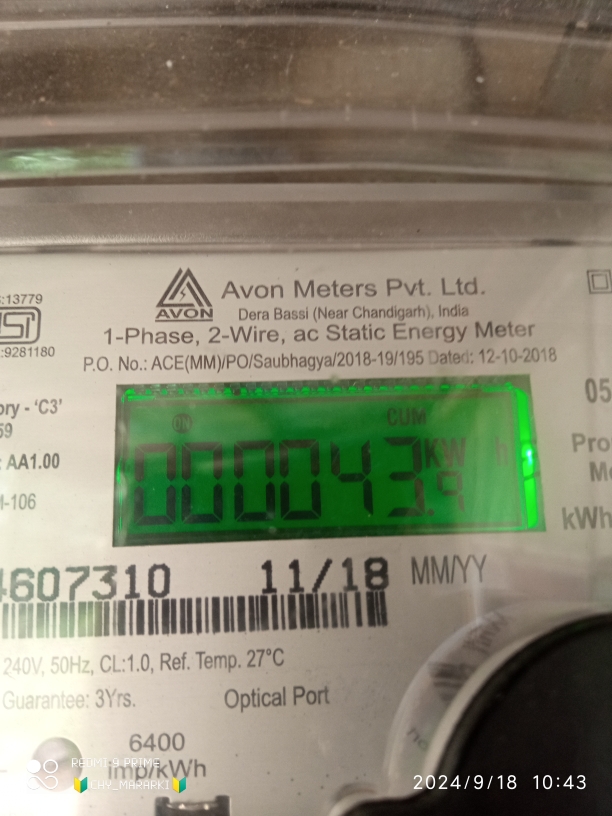 :13779
:9281180
AVON
Avon Meters Pvt. Ltd.
Dera Bassi (Near Chandigarh), India
1-Phase, 2-Wire, ac Static Energy Meter
P.O. No.: ACE(MM)/PO/Saubhagya/2018-19/195 Dated: 12-10-2018
ory - 'C3'
59
: AA1.00
-106
ON
CUM
000043.9
KW h
05
Pro
kWh
4607310 11/18 MM/YY
240V, 50Hz, CL:1.0, Ref. Temp. 27°C
Guarantee: 3Yrs.
Optical Port
6400
imp/kWh
REDMI 9 PRIME
2024/9/18 10:43